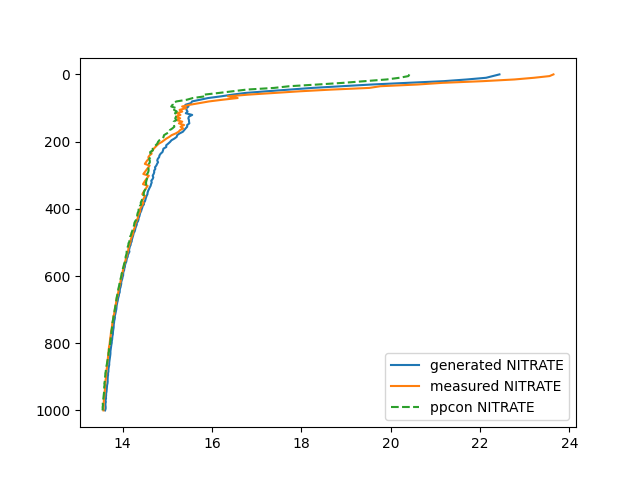 0
200
400
600
800
1000
14 16 18 20 22 24
generated NITRATE
measured NITRATE
ppcon NITRATE